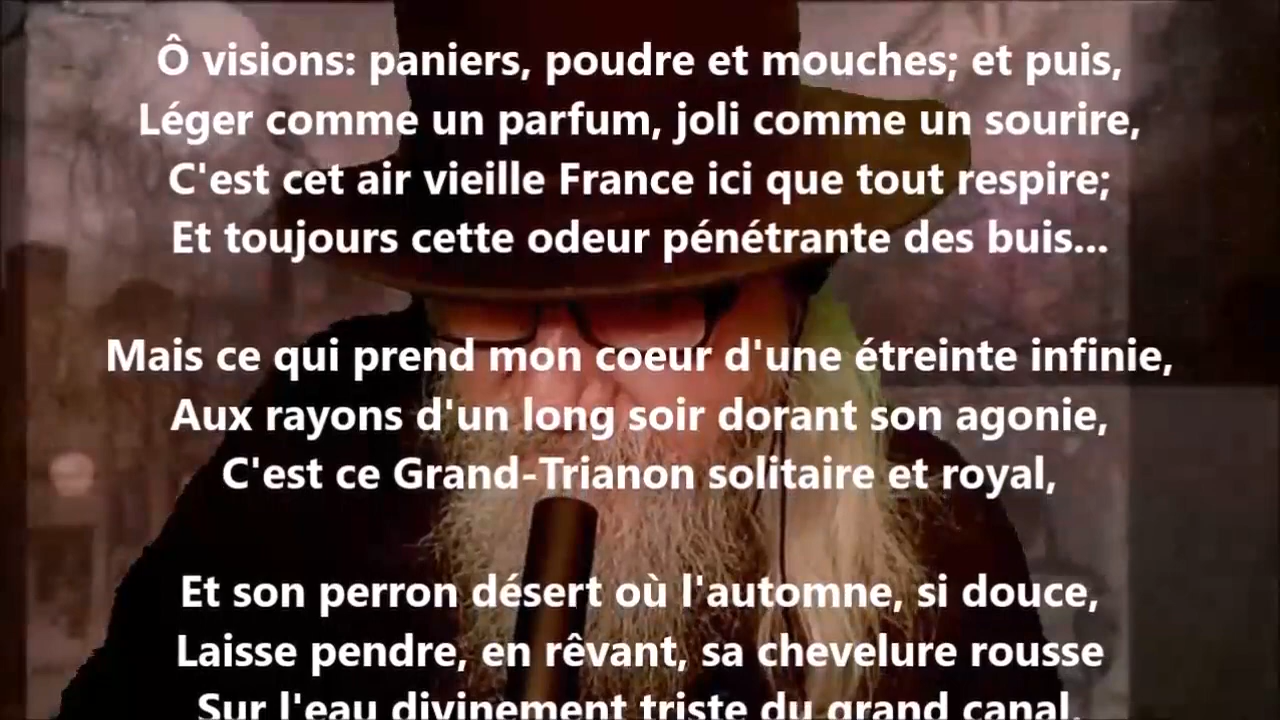 Ô visions: paniers, poudre et mouches; et puis,
Léger comme un parfum, joli comme un sourire,
C'est cet air vieille France ici que tout respire;
Et toujours cette odeur pénétrante des buis...
Mais ce qui prend mon coeur d'une étreinte infinie,
Aux rayons d'un long soir dorant son agonie,
C'est ce Grand-Trianon solitaire et royal,
Et son perron désert où l'automne, si douce,
Laisse pendre, en rêvant, sa chevelure rousse
Sur l'eau divinement triste du grand canal.